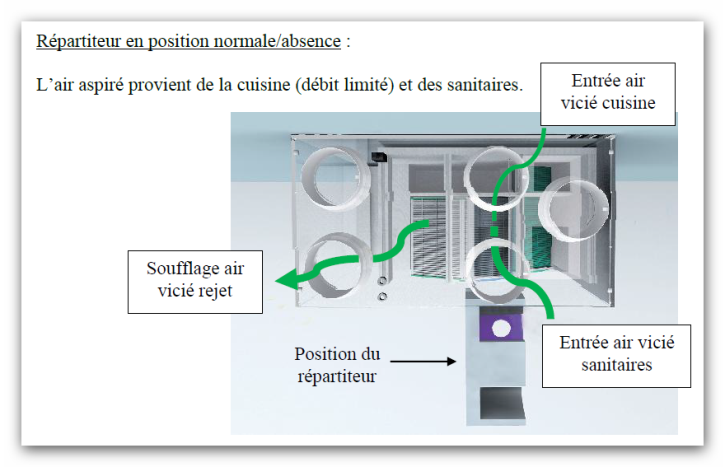 Répartiteur en position normale/absence :
L'air aspiré provient de la cuisine (débit limité) et des sanitaires.
Entrée air
vicié cuisine
Soufflage air
vicié rejet
Position du
répartiteur
Entrée air vicié
sanitaires